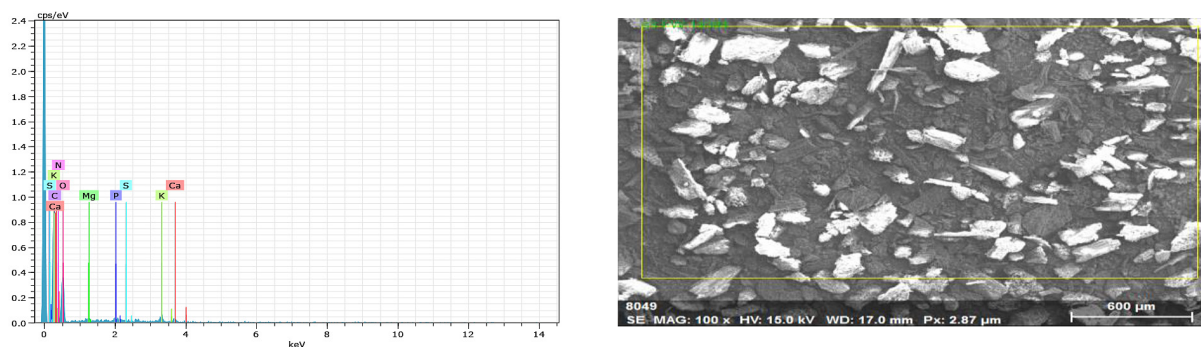 cps/eV
2.4
2.2
2.0
1.8
1.6
1.4
1.2
1.0
0.8
0.6
0.4
0.2
0.0
N
K
S C O Mg P S K Ca
Ca
0 2 4 6 8 10 12 14
keV
8049 600 µm
SE MAG: 100 x HV: 15.0 kV WD: 17.0 mm Px: 2.87 µm